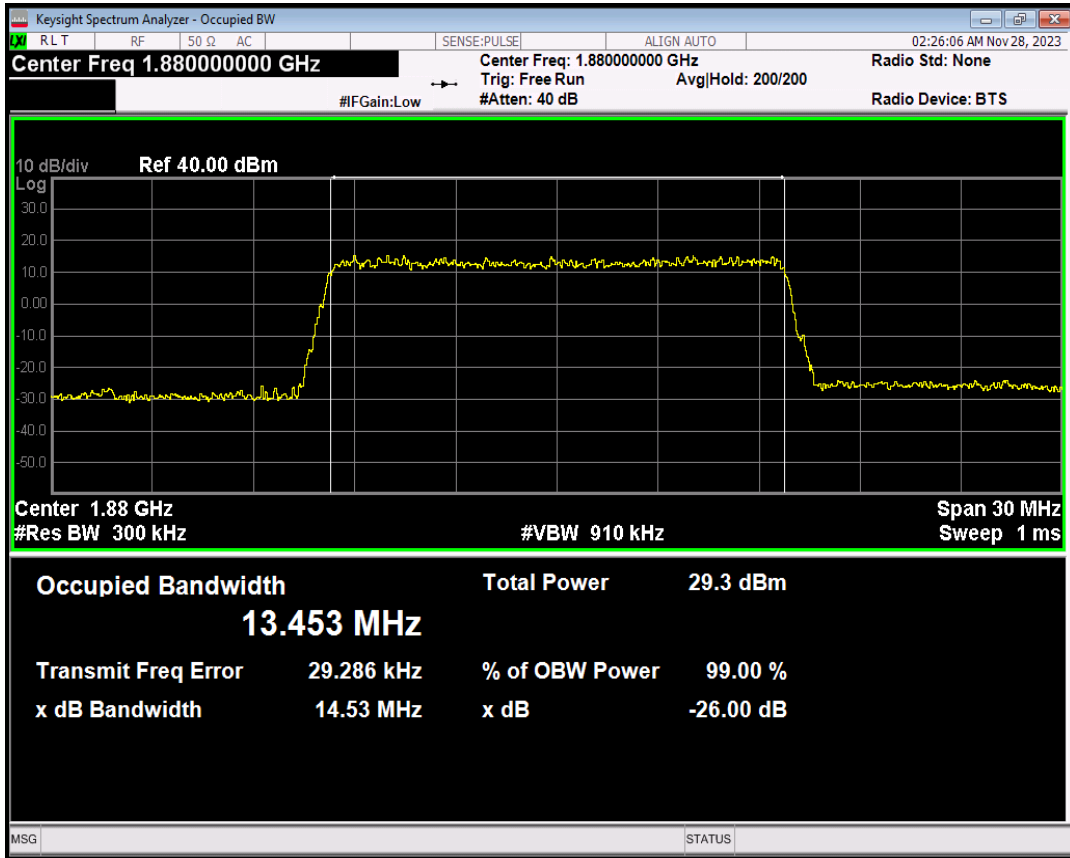 Keysight Spectrum Analyzer - Occupied BW
LXI RLT RF 50 Ω AC SENSE:PULSE ALIGN AUTO 02:26:06 AM Nov 28, 2023
Center Freq 1.880000000 GHz Center Freq: 1.880000000 GHz Radio Std: None
Trig: Free Run Avg|Hold: 200/200
#IFGain:Low #Atten: 40 dB Radio Device: BTS
10 dB/div Ref 40.00 dBm
Log
30.0
20.0
10.0
0.00
-10.0
-20.0
-30.0
-40.0
-50.0
Center 1.88 GHz Span 30 MHz
#Res BW 300 kHz #VBW 910 kHz Sweep 1 ms
Occupied Bandwidth Total Power 29.3 dBm
13.453 MHz
Transmit Freq Error 29.286 kHz % of OBW Power 99.00 %
x dB Bandwidth 14.53 MHz x dB -26.00 dB
MSG STATUS